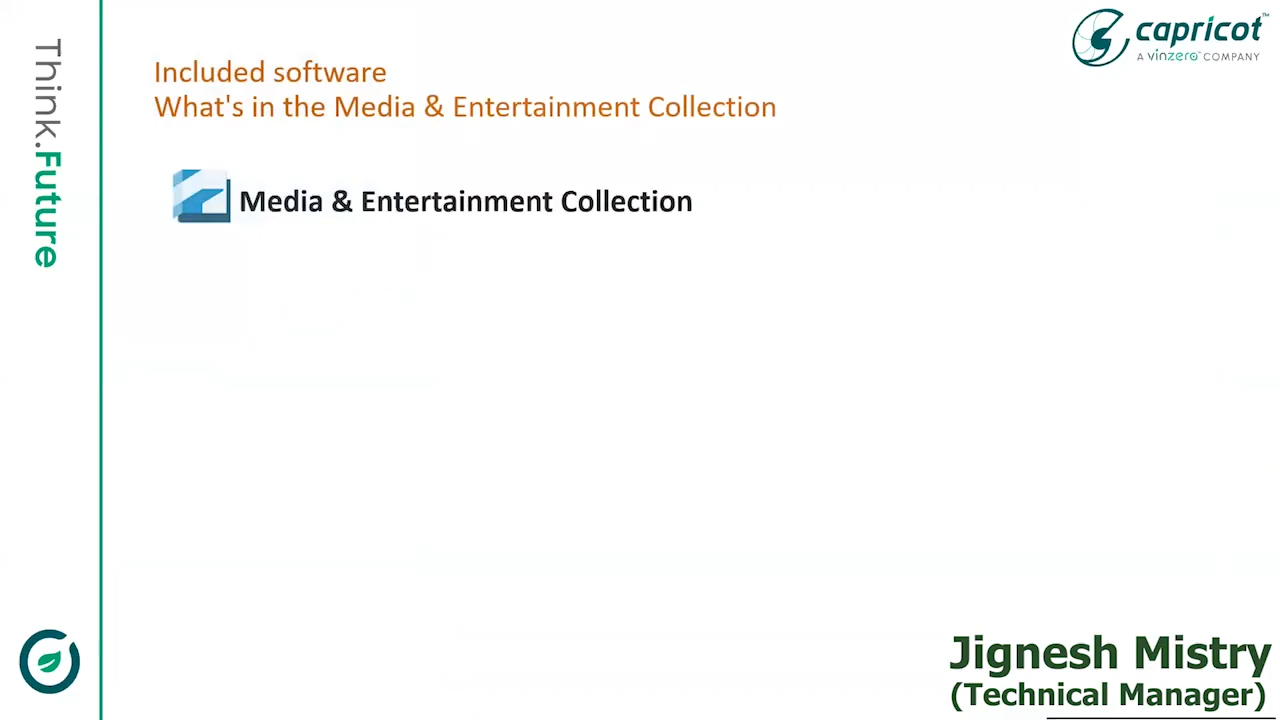 Think.Future
capricot™
A vinzero™ COMPANY
Included software
What's in the Media & Entertainment Collection
Media & Entertainment Collection
Jignesh Mistry
(Technical Manager)